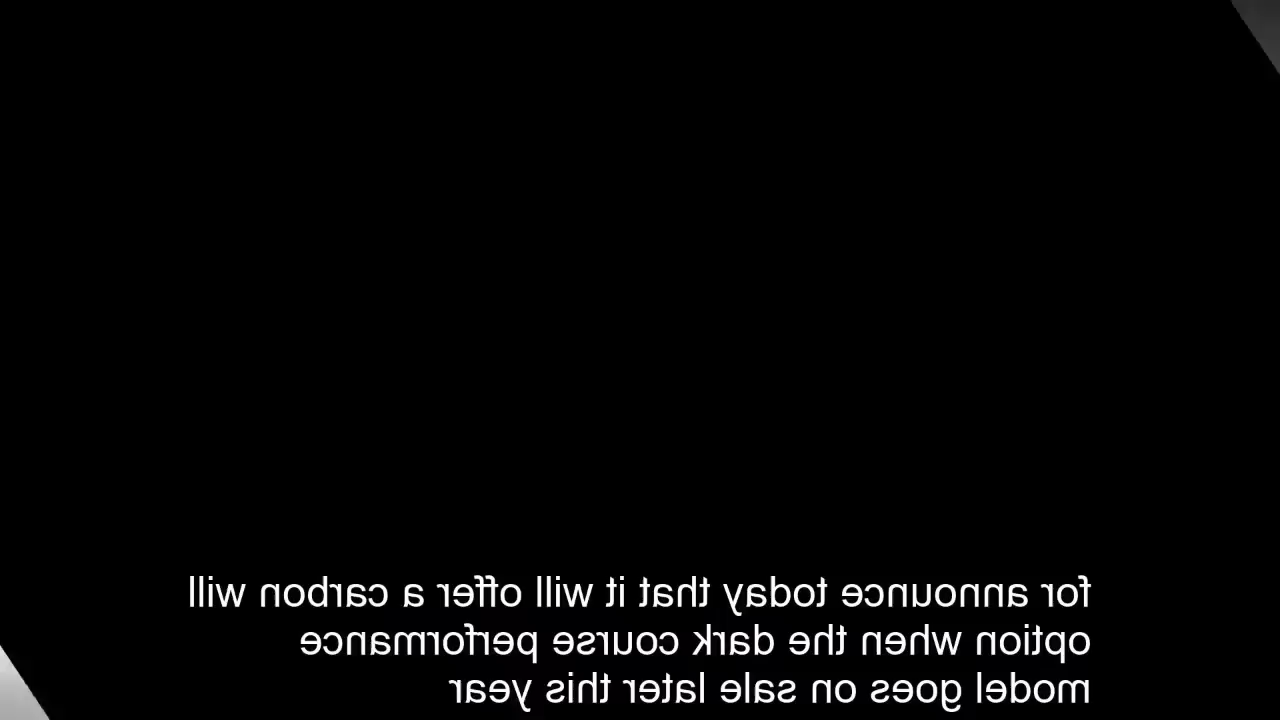 for announce today that it will offer a carbon will
option when the dark course performance
model goes on sale later this year